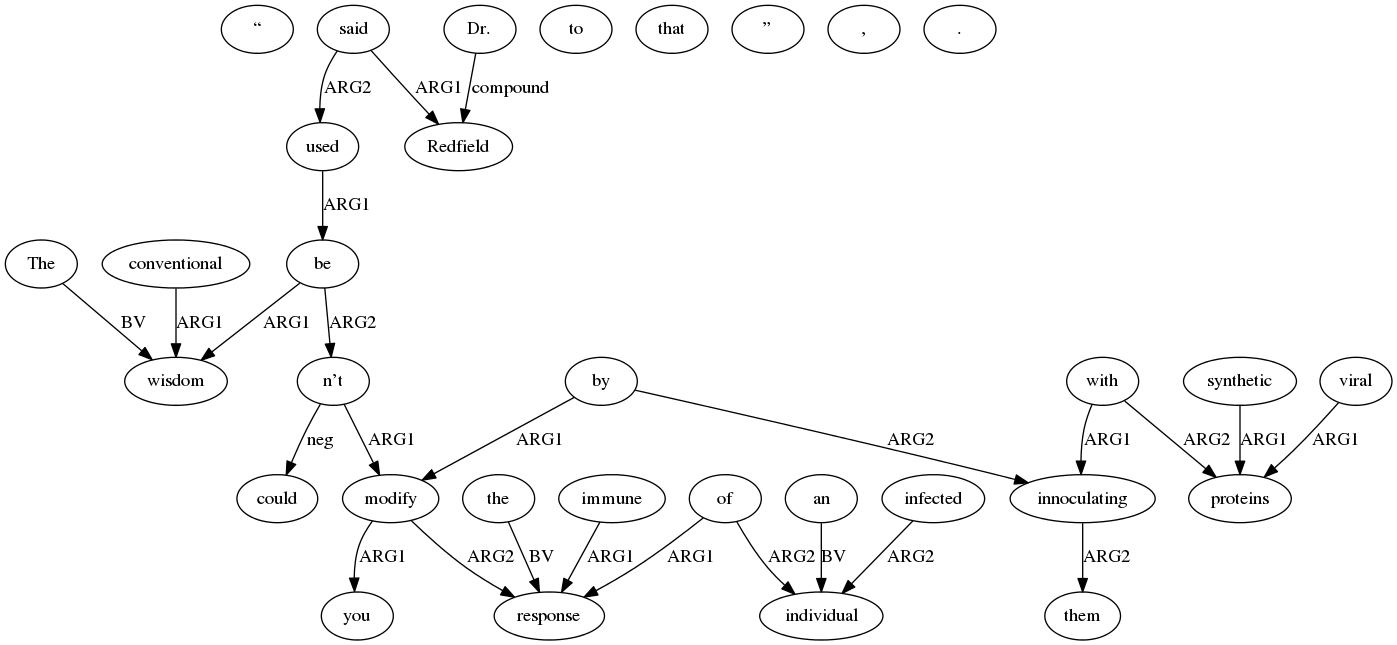 “ said Dr. to that ” , .
ARG2 ARG1 compound
used Redfield
ARG1
The conventional be
BV ARG1 ARG1 ARG2
wisdom n’t by with synthetic viral
neg ARG1 ARG1 ARG2 ARG1 ARG2 ARG1 ARG1
could modify the immune of an infected innoculating proteins
ARG1 ARG2 BV ARG1 ARG1 ARG2 BV ARG2 ARG2
you response individual them